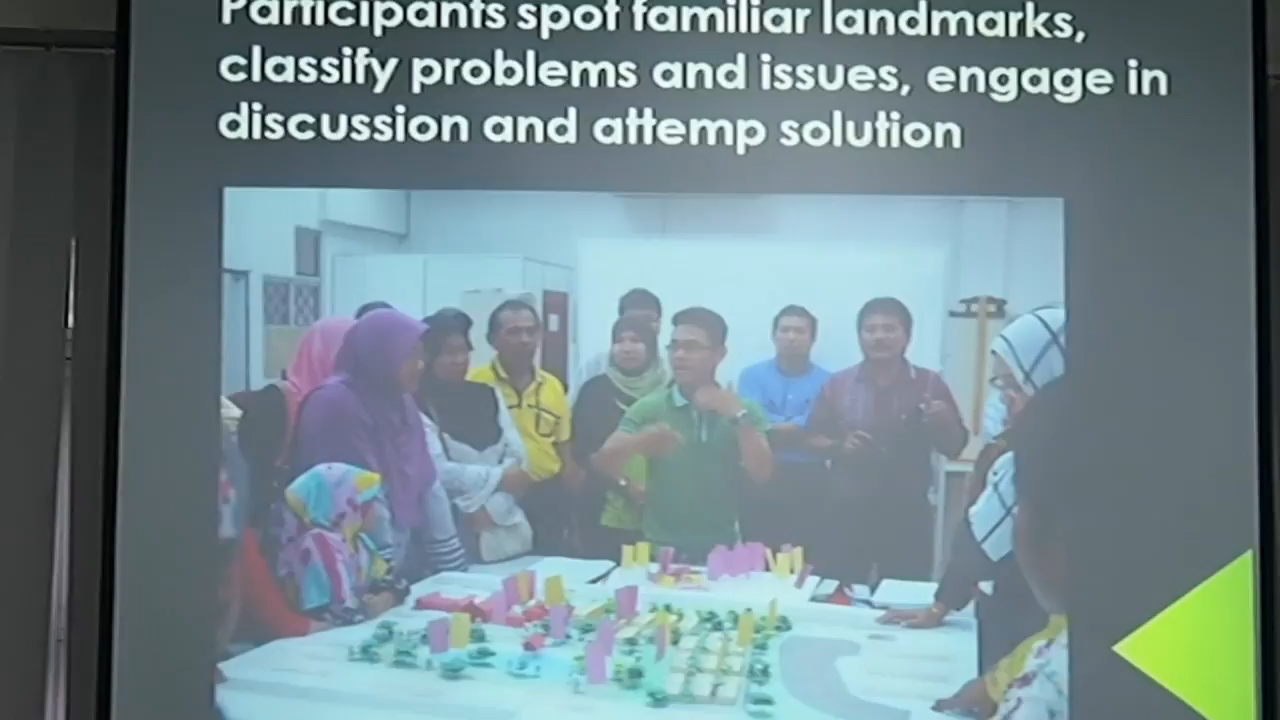 Participants spot familiar landmarks,
classify problems and issues, engage in
discussion and attemp solution